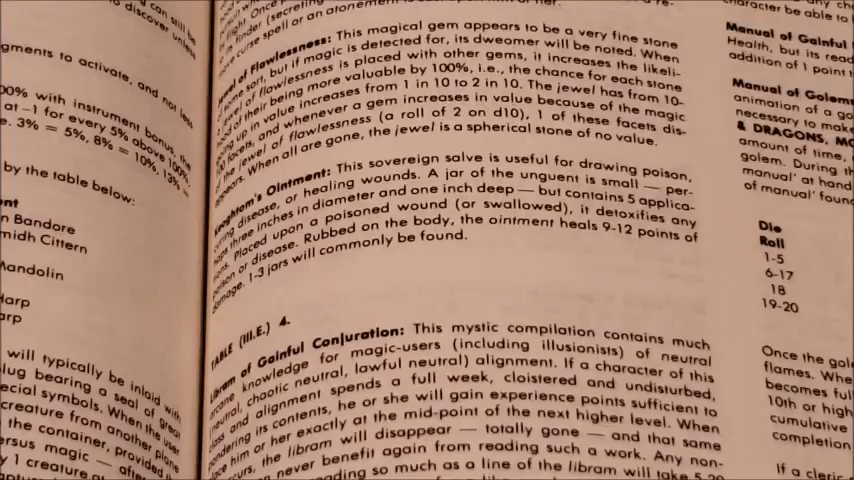 can still be
to discover unless
gments to activate, and not less
00% with instrument bonus, the
at -1 for every 5% above 100%.
e. 3% = 5%, 8% = 10%, 13% =
by the table below:
n Bandore
midh Cittern
Mandolin
Harp
arp
will typically be inlaid with
lug bearing a seal of great
ecial symbols. When the user
creature from another plane
the container, provided the
ersus magic — after
y 1 creature
flight. Once
finder (secreting
move curse spell or an atonement
Jewel of Flawlessness: This magical gem appears to be a very fine stone
of some sort, but if magic is detected for, its dweomer will be noted. When
a jewel of flawlessness is placed with other gems, it increases the likeli-
hood of their being more valuable by 100%, i.e., the chance for each stone
going up in value increases from 1 in 10 to 2 in 10. The jewel has from 10-
100 facets, and whenever a gem increases in value because of the magic
of the jewel of flawlessness (a roll of 2 on d10), 1 of these facets dis-
appears. When all are gone, the jewel is a spherical stone of no value.
Keoghtom's Ointment: This sovereign salve is useful for drawing poison,
curing disease, or healing wounds. A jar of the unguent is small — per-
haps three inches in diameter and one inch deep — but contains 5 applica-
tions. Placed upon a poisoned wound (or swallowed), it detoxifies any
poison or disease. Rubbed on the body, the ointment heals 9-12 points of
damage. 1-3 jars will commonly be found.
TABLE (III.E.) 4.
Libram of Gainful Conjuration: This mystic compilation contains much
arcane knowledge for magic-users (including illusionists) of neutral
(neutral, chaotic neutral, lawful neutral) alignment. If a character of this
class and alignment spends a full week, cloistered and undisturbed,
pondering its contents, he or she will gain experience points sufficient to
place him or her exactly at the mid-point of the next higher level. When
occurs, the libram will disappear — totally gone — and that same
never benefit again from reading such a work. Any non-
reading so much as a line of the libram will take 5-20
character be able to
Manual of Gainful
Health, but its read
addition of 1 point t
Manual of Golems
animation of a go
necessary to make
& DRAGONS, MO
amount of time,
golem. During th
manual' at hand
of manual' found
Die
Roll
1-5
6-17
18
19-20
Once the gol
flames. Whe
becomes ful
10th or high
cumulative
completion
If a cleric